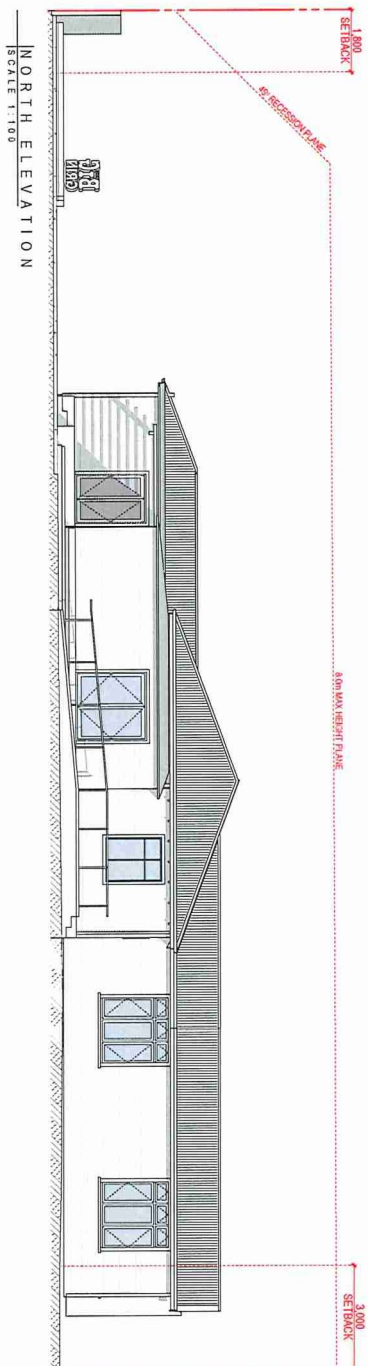 1,800
SETBACK
45° RECESSION PLANE
8.0m MAX HEIGHT PLANE
3,000
SETBACK
BIG
NORTH ELEVATION
SCALE 1:100